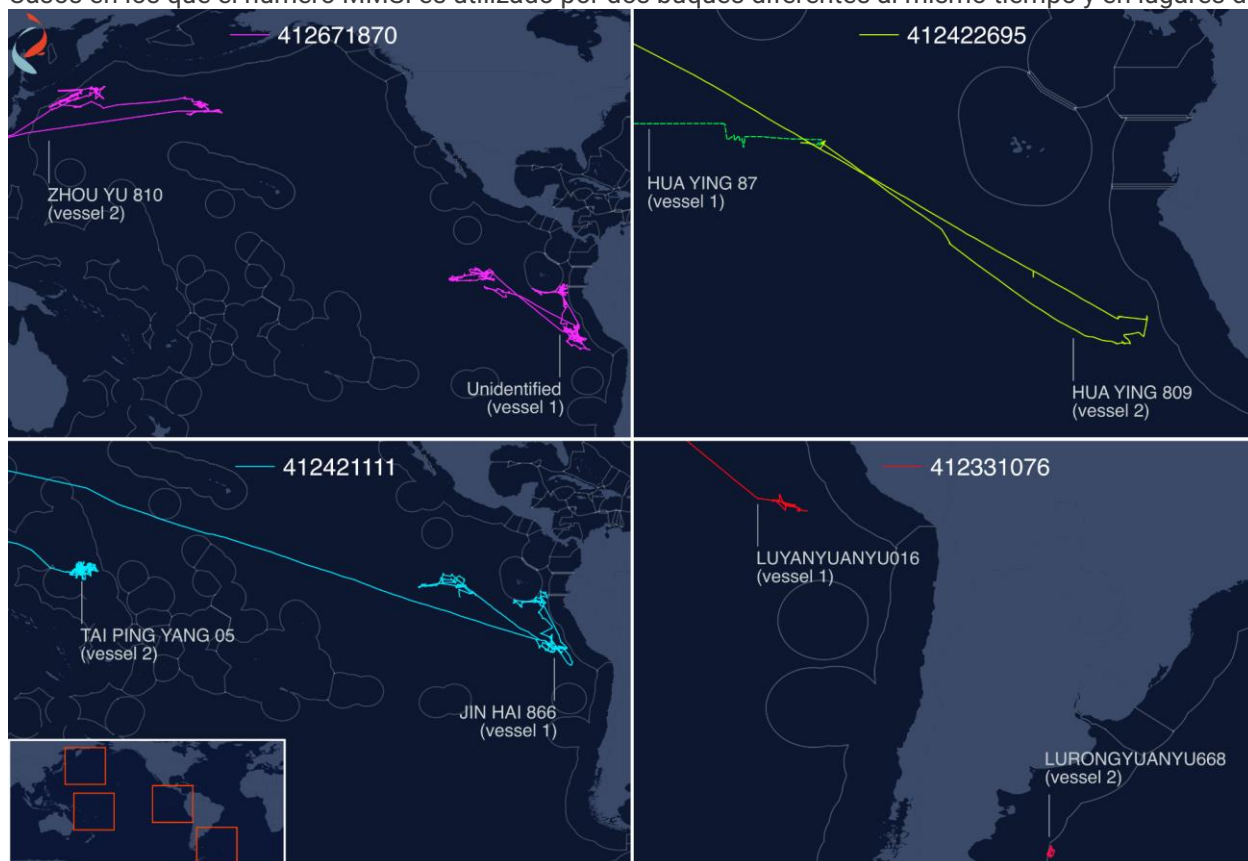 Casos en los que el número MMSI es utilizado por dos buques diferentes al mismo tiempo y en lugares
412671870
ZHOU YU 810
(vessel 2)
Unidentified
(vessel 1)
412422695
HUA YING 87
(vessel 1)
HUA YING 809
(vessel 2)
412421111
TAI PING YANG 05
(vessel 2)
JIN HAI 866
(vessel 1)
412331076
LUYANYUANYU016
(vessel 1)
LURONGYUANYU668
(vessel 2)